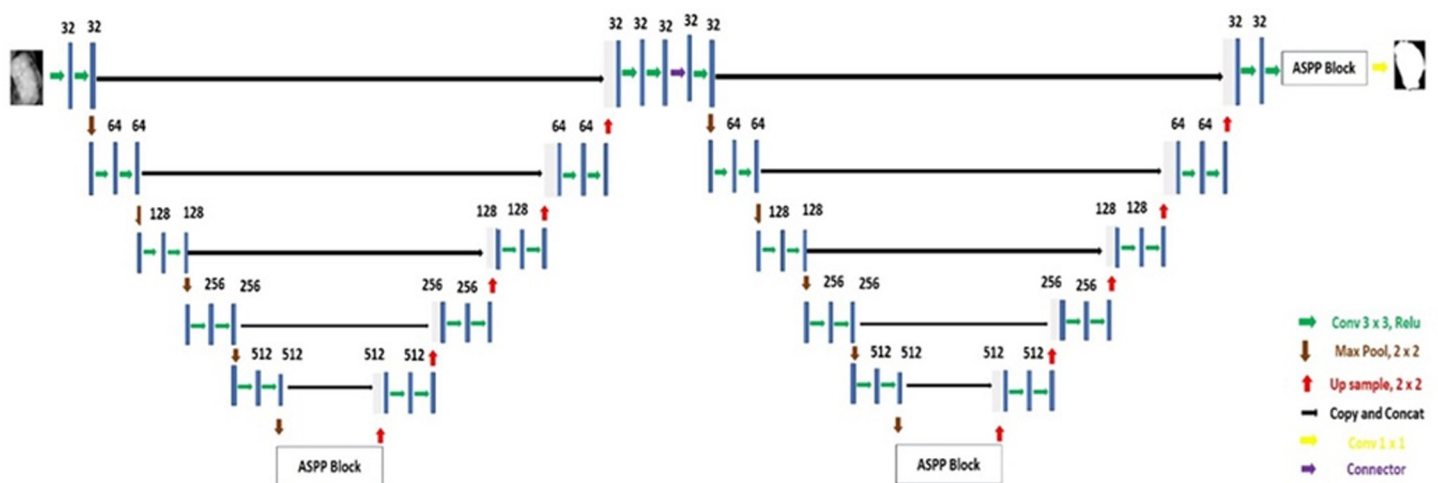 32 32 32 32 32 32 32 32 32
ASPP Block
64 64 64 64 64 64 64 64
128 128 128 128 128 128 128 128
256 256 256 256 256 256 256 256
512 512 512 512 512 512 512 512
ASPP Block ASPP Block
Conv 3 x 3, Relu
Max Pool, 2 x 2
Up sample, 2 x 2
Copy and Concat
Conv 1 x 1
Connector